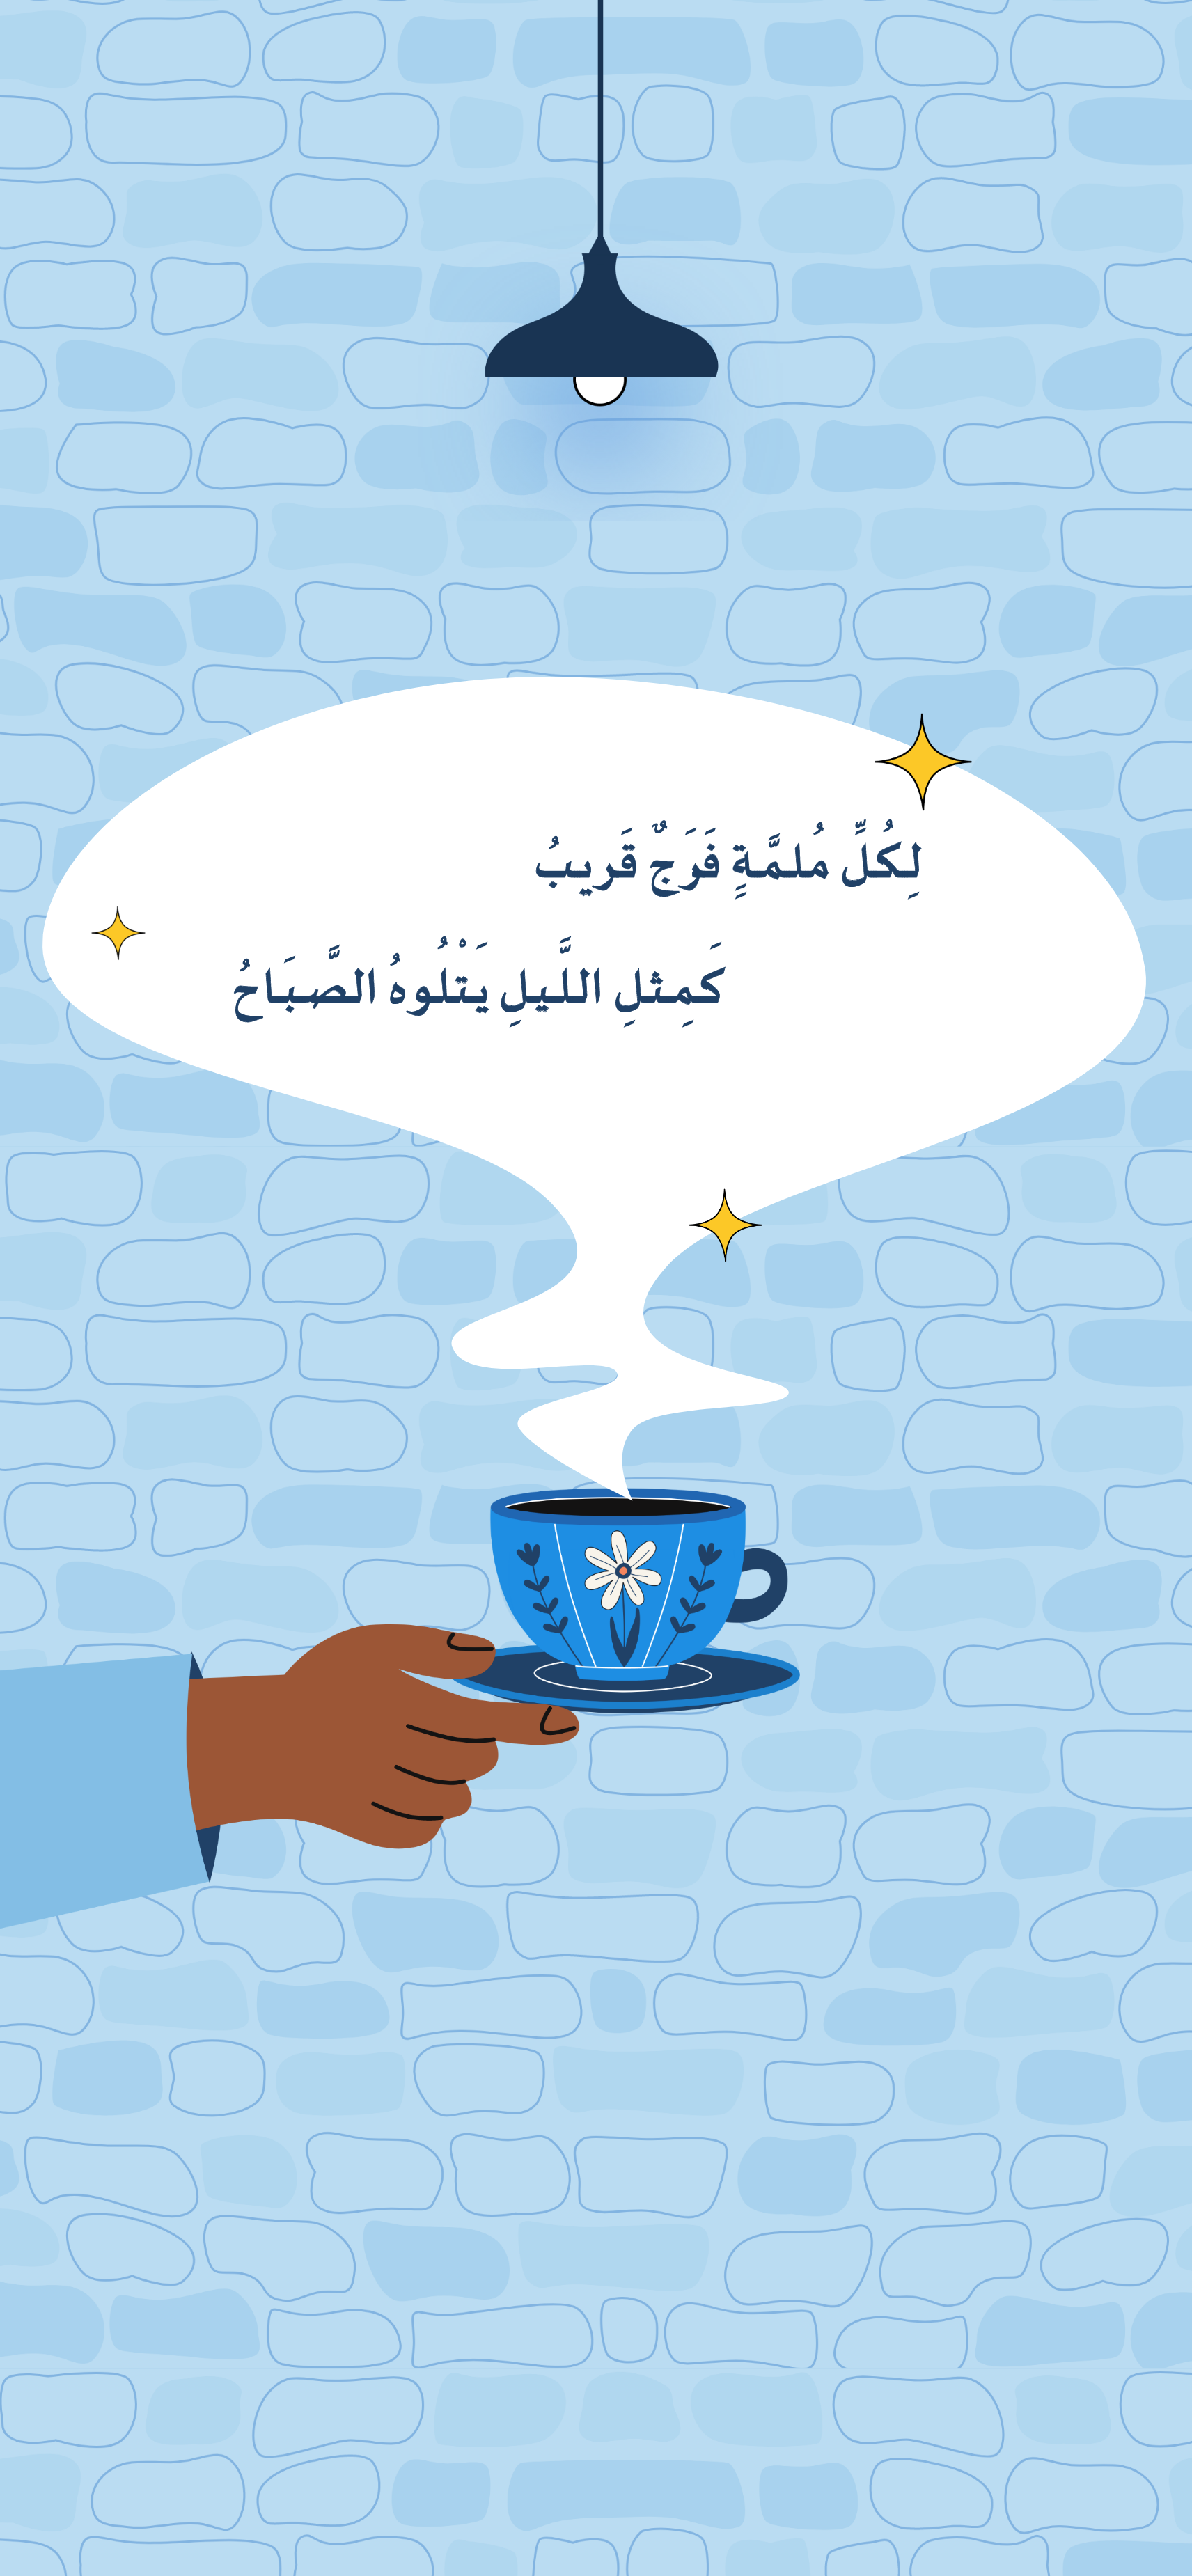 لِكُلِّ مُلمَّةٍ فَرَجٌ قَريبُ
كَمِثلِ اللَّيلِ يَتْلُوهُ الصَّبَاحُ